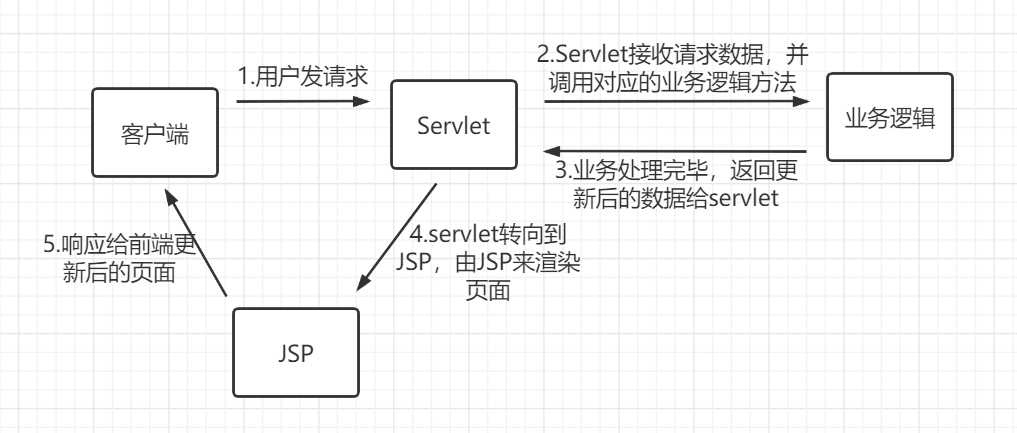 1.用户发请求
2.Servlet接收请求数据，并
调用对应的业务逻辑方法
客户端
Servlet
业务逻辑
3.业务处理完毕，返回更
新后的数据给servlet
4.servlet转向到
JSP，由JSP来渲染
页面
5.响应给前端更
新后的页面
JSP